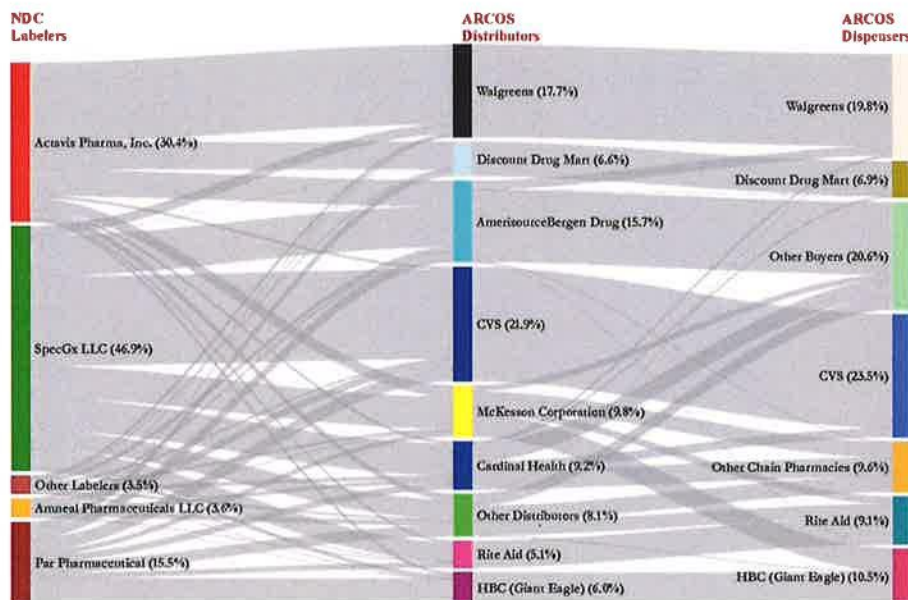 NDC
Labelers
ARCOS
Distributors
ARCOS
Dispensers
Actavis Pharma, Inc. (30.4%)
SpecGx LLC (46.9%)
Other Labelers (3.5%)
Amneal Pharmaceuticals LLC (3.6%)
Par Pharmaceutical (15.5%)
Walgreens (17.7%)
Discount Drug Mart (6.6%)
AmerisourceBergen Drug (15.7%)
CVS (21.9%)
McKesson Corporation (9.8%)
Cardinal Health (9.2%)
Other Distributors (8.1%)
Rite Aid (5.1%)
HBC (Giant Eagle) (6.0%)
Walgreens (19.8%)
Discount Drug Mart (6.9%)
Other Buyers (20.6%)
CVS (23.5%)
Other Chain Pharmacies (9.6%)
Rite Aid (9.1%)
HBC (Giant Eagle) (10.5%)